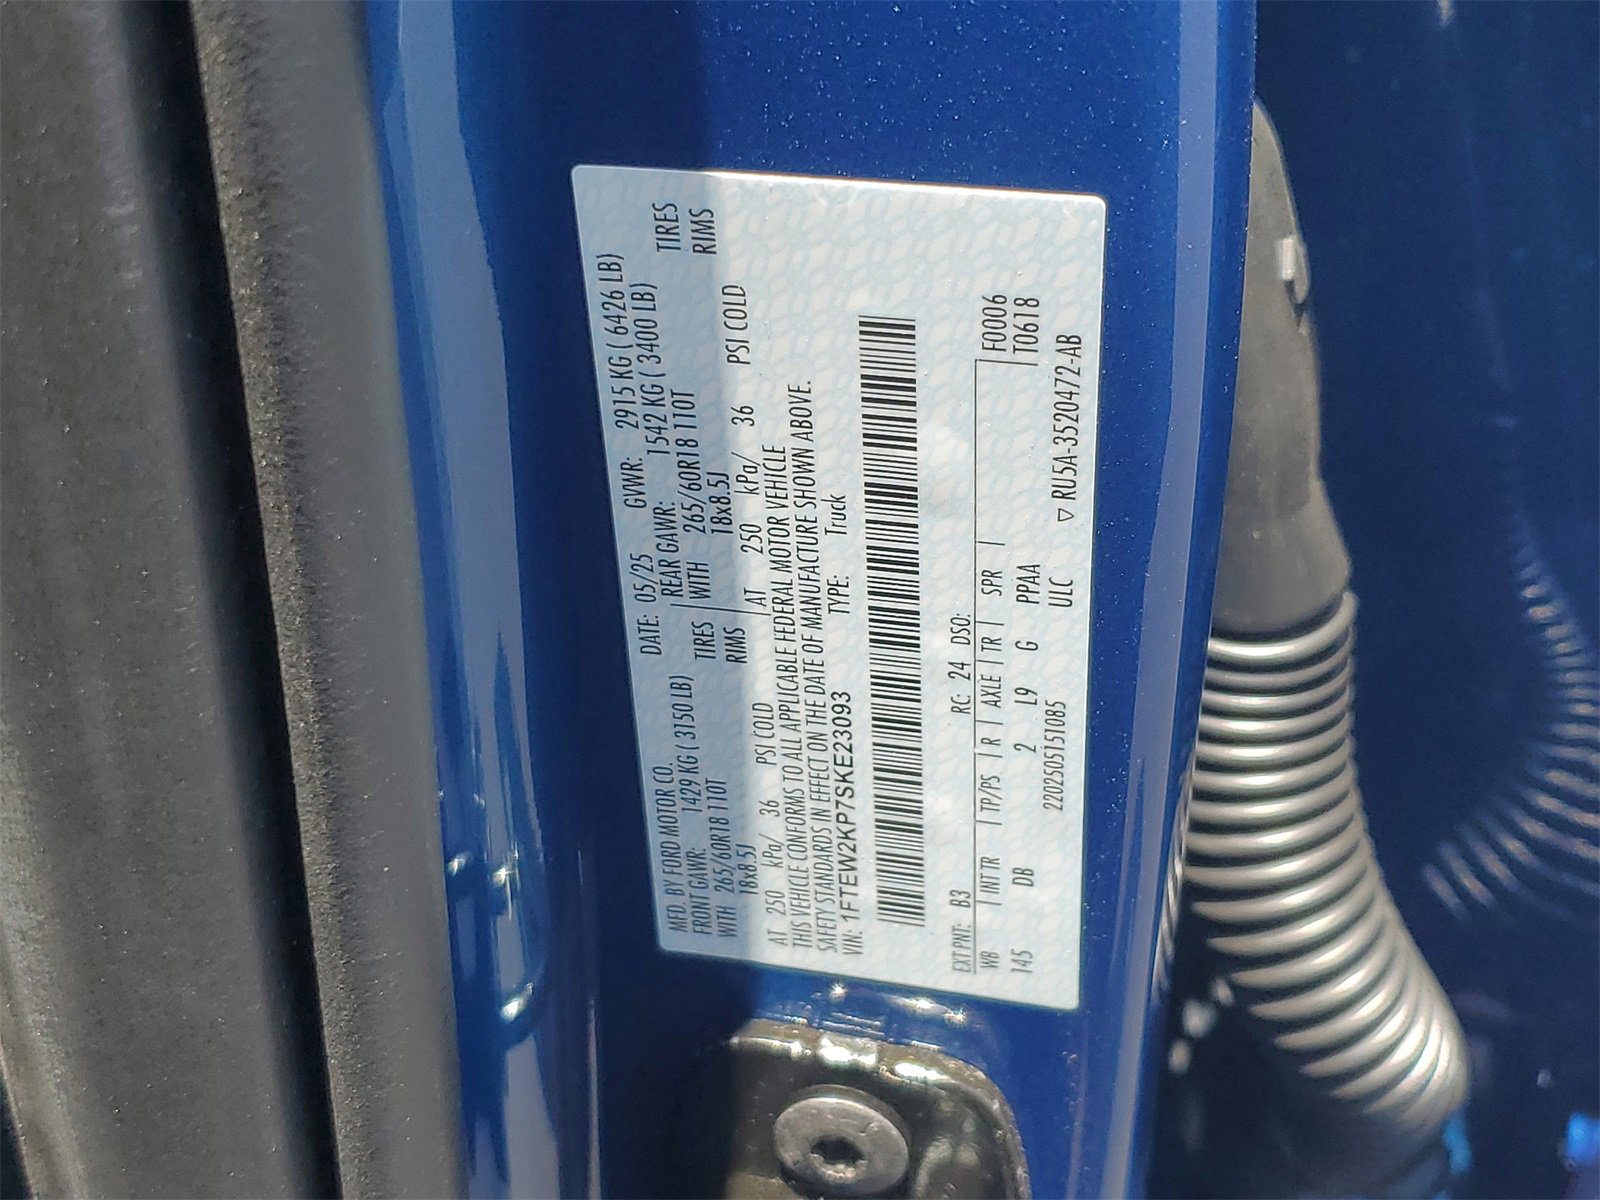 MFD. BY FORD MOTOR CO. DATE: 05/25 GVWR: 2915 KG ( 6426 LB)
FRONT GAWR: 1429 KG ( 3150 LB) REAR GAWR: 1542 KG ( 3400 LB)
WITH 265/60R18 110T TIRES WITH 265/60R18 110T TIRES
18x8.5J RIMS 18x8.5J RIMS
AT 250 kPa/ 36 PSI COLD AT 250 kPa/ 36 PSI COLD
THIS VEHICLE CONFORMS TO ALL APPLICABLE FEDERAL MOTOR VEHICLE
SAFETY STANDARDS IN EFFECT ON THE DATE OF MANUFACTURE SHOWN ABOVE.
VIN: 1FTEW2KP7SKE23093 TYPE: Truck
EXT PNT: B3 RC: 24 DSO:
WB INT TR TP/PS R AXLE TR SPR F0006
145 DB 2 L9 G PPAA T0618
2202505151085 ULC
▽ RU5A-3520472-AB